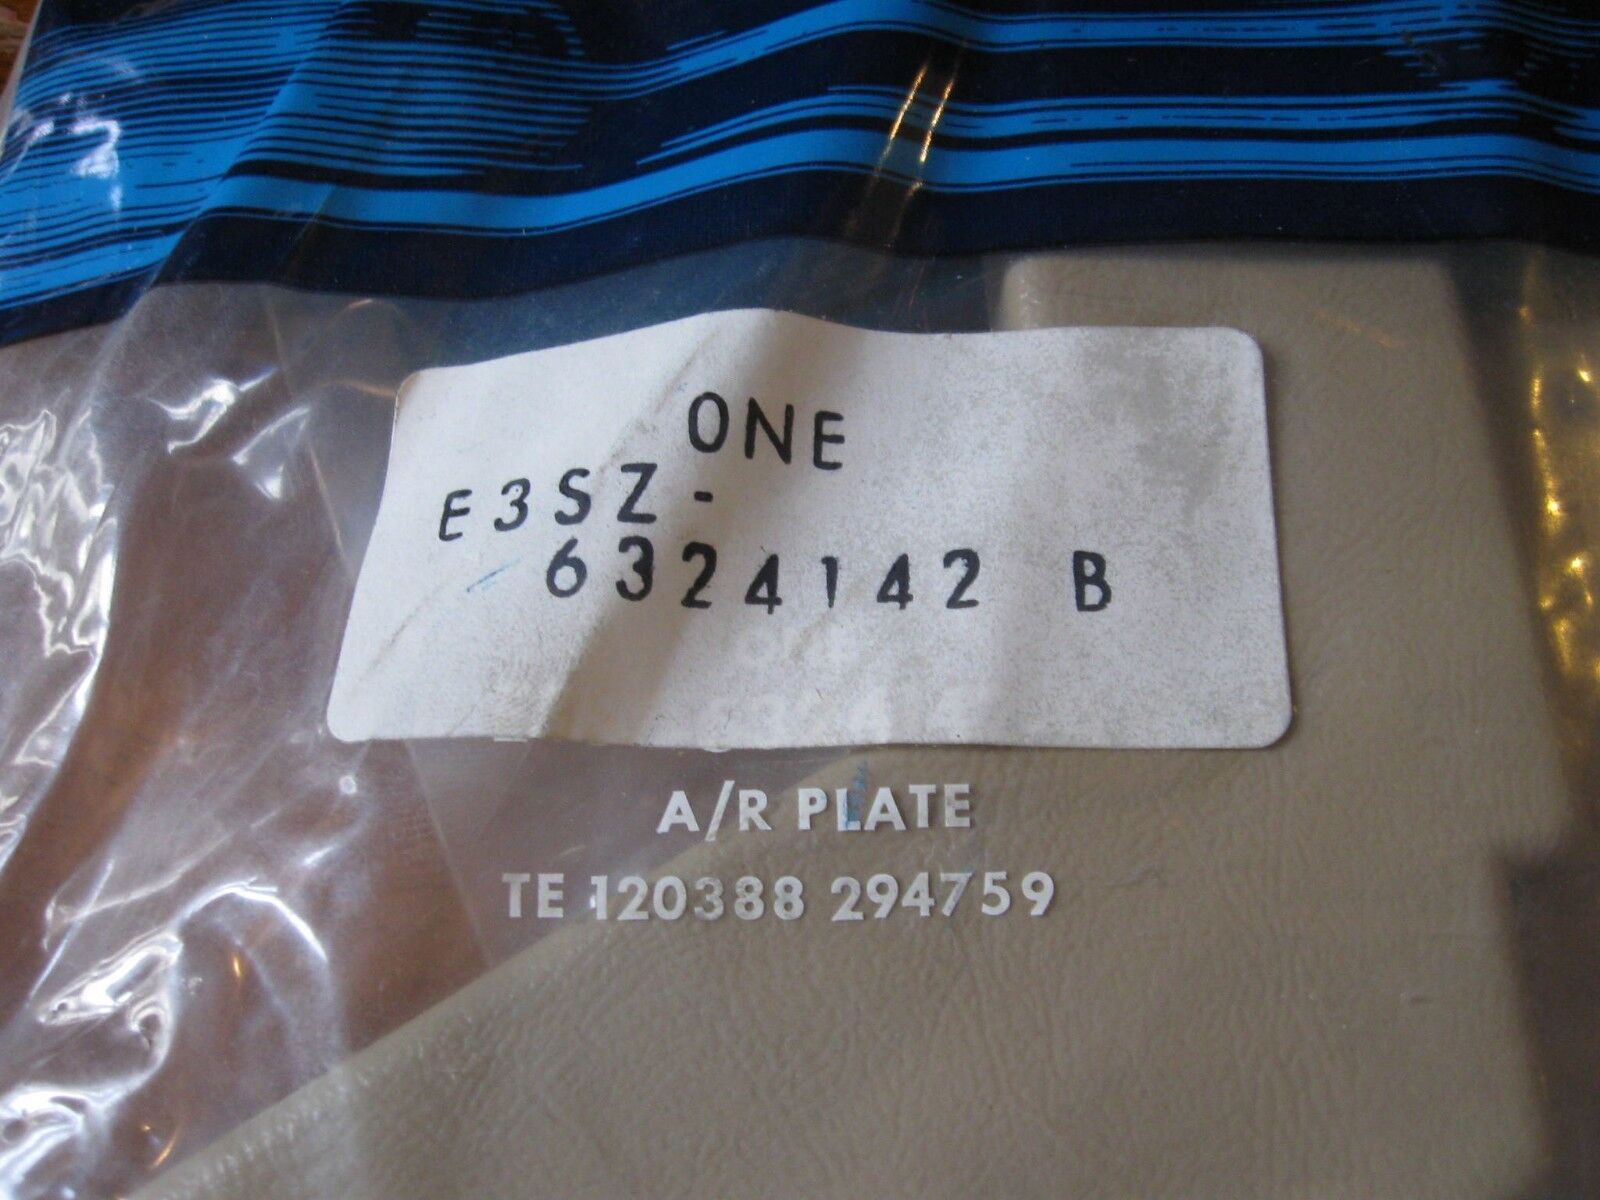 ONE
E3SZ-
6324142 B
A/R PLATE
TE 120388 294759